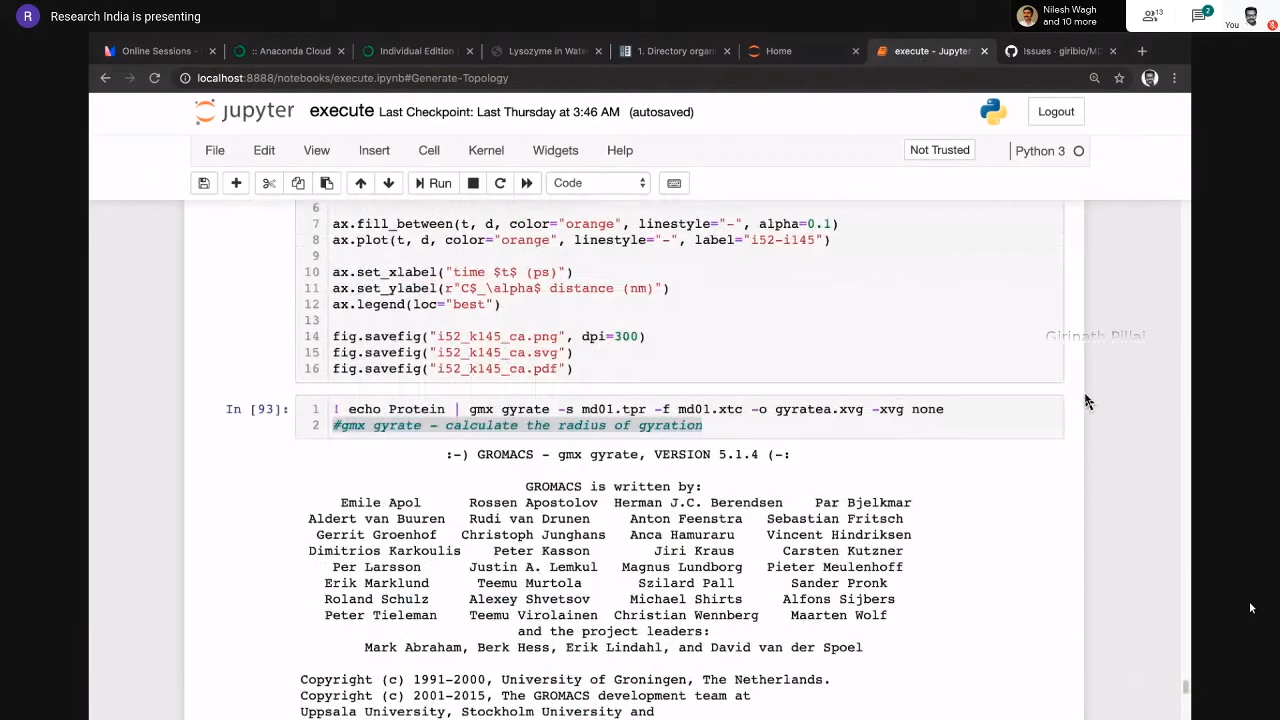 R Research India is presenting
Nilesh Wagh
and 10 more
13
2
You
Online Sessions -
:: Anaconda Cloud
Individual Edition |
Lysozyme in Wate
1. Directory organ
Home
execute - Jupyter
Issues · giribio/MD
localhost:8888/notebooks/execute.ipynb#Generate-Topology
jupyter execute Last Checkpoint: Last Thursday at 3:46 AM (autosaved)
Logout
File Edit View Insert Cell Kernel Widgets Help
Not Trusted
Python 3
Run
Code
6
7 ax.fill_between(t, d, color="orange", linestyle="-", alpha=0.1)
8 ax.plot(t, d, color="orange", linestyle="-", label="i52-i145")
9
10 ax.set_xlabel("time $t$ (ps)")
11 ax.set_ylabel(r"C$_\alpha$ distance (nm)")
12 ax.legend(loc="best")
13
14 fig.savefig("i52_k145_ca.png", dpi=300)
15 fig.savefig("i52_k145_ca.svg")
16 fig.savefig("i52_k145_ca.pdf")
Girinath Pillai
In [93]:
1 ! echo Protein | gmx gyrate -s md01.tpr -f md01.xtc -o gyratea.xvg -xvg none
2 #gmx gyrate - calculate the radius of gyration
:-) GROMACS - gmx gyrate, VERSION 5.1.4 (-:
GROMACS is written by:
Emile Apol Rossen Apostolov Herman J.C. Berendsen Par Bjelkmar
Aldert van Buuren Rudi van Drunen Anton Feenstra Sebastian Fritsch
Gerrit Groenhof Christoph Junghans Anca Hamuraru Vincent Hindriksen
Dimitrios Karkoulis Peter Kasson Jiri Kraus Carsten Kutzner
Per Larsson Justin A. Lemkul Magnus Lundborg Pieter Meulenhoff
Erik Marklund Teemu Murtola Szilard Pall Sander Pronk
Roland Schulz Alexey Shvetsov Michael Shirts Alfons Sijbers
Peter Tieleman Teemu Virolainen Christian Wennberg Maarten Wolf
and the project leaders:
Mark Abraham, Berk Hess, Erik Lindahl, and David van der Spoel
Copyright (c) 1991-2000, University of Groningen, The Netherlands.
Copyright (c) 2001-2015, The GROMACS development team at
Uppsala University, Stockholm University and